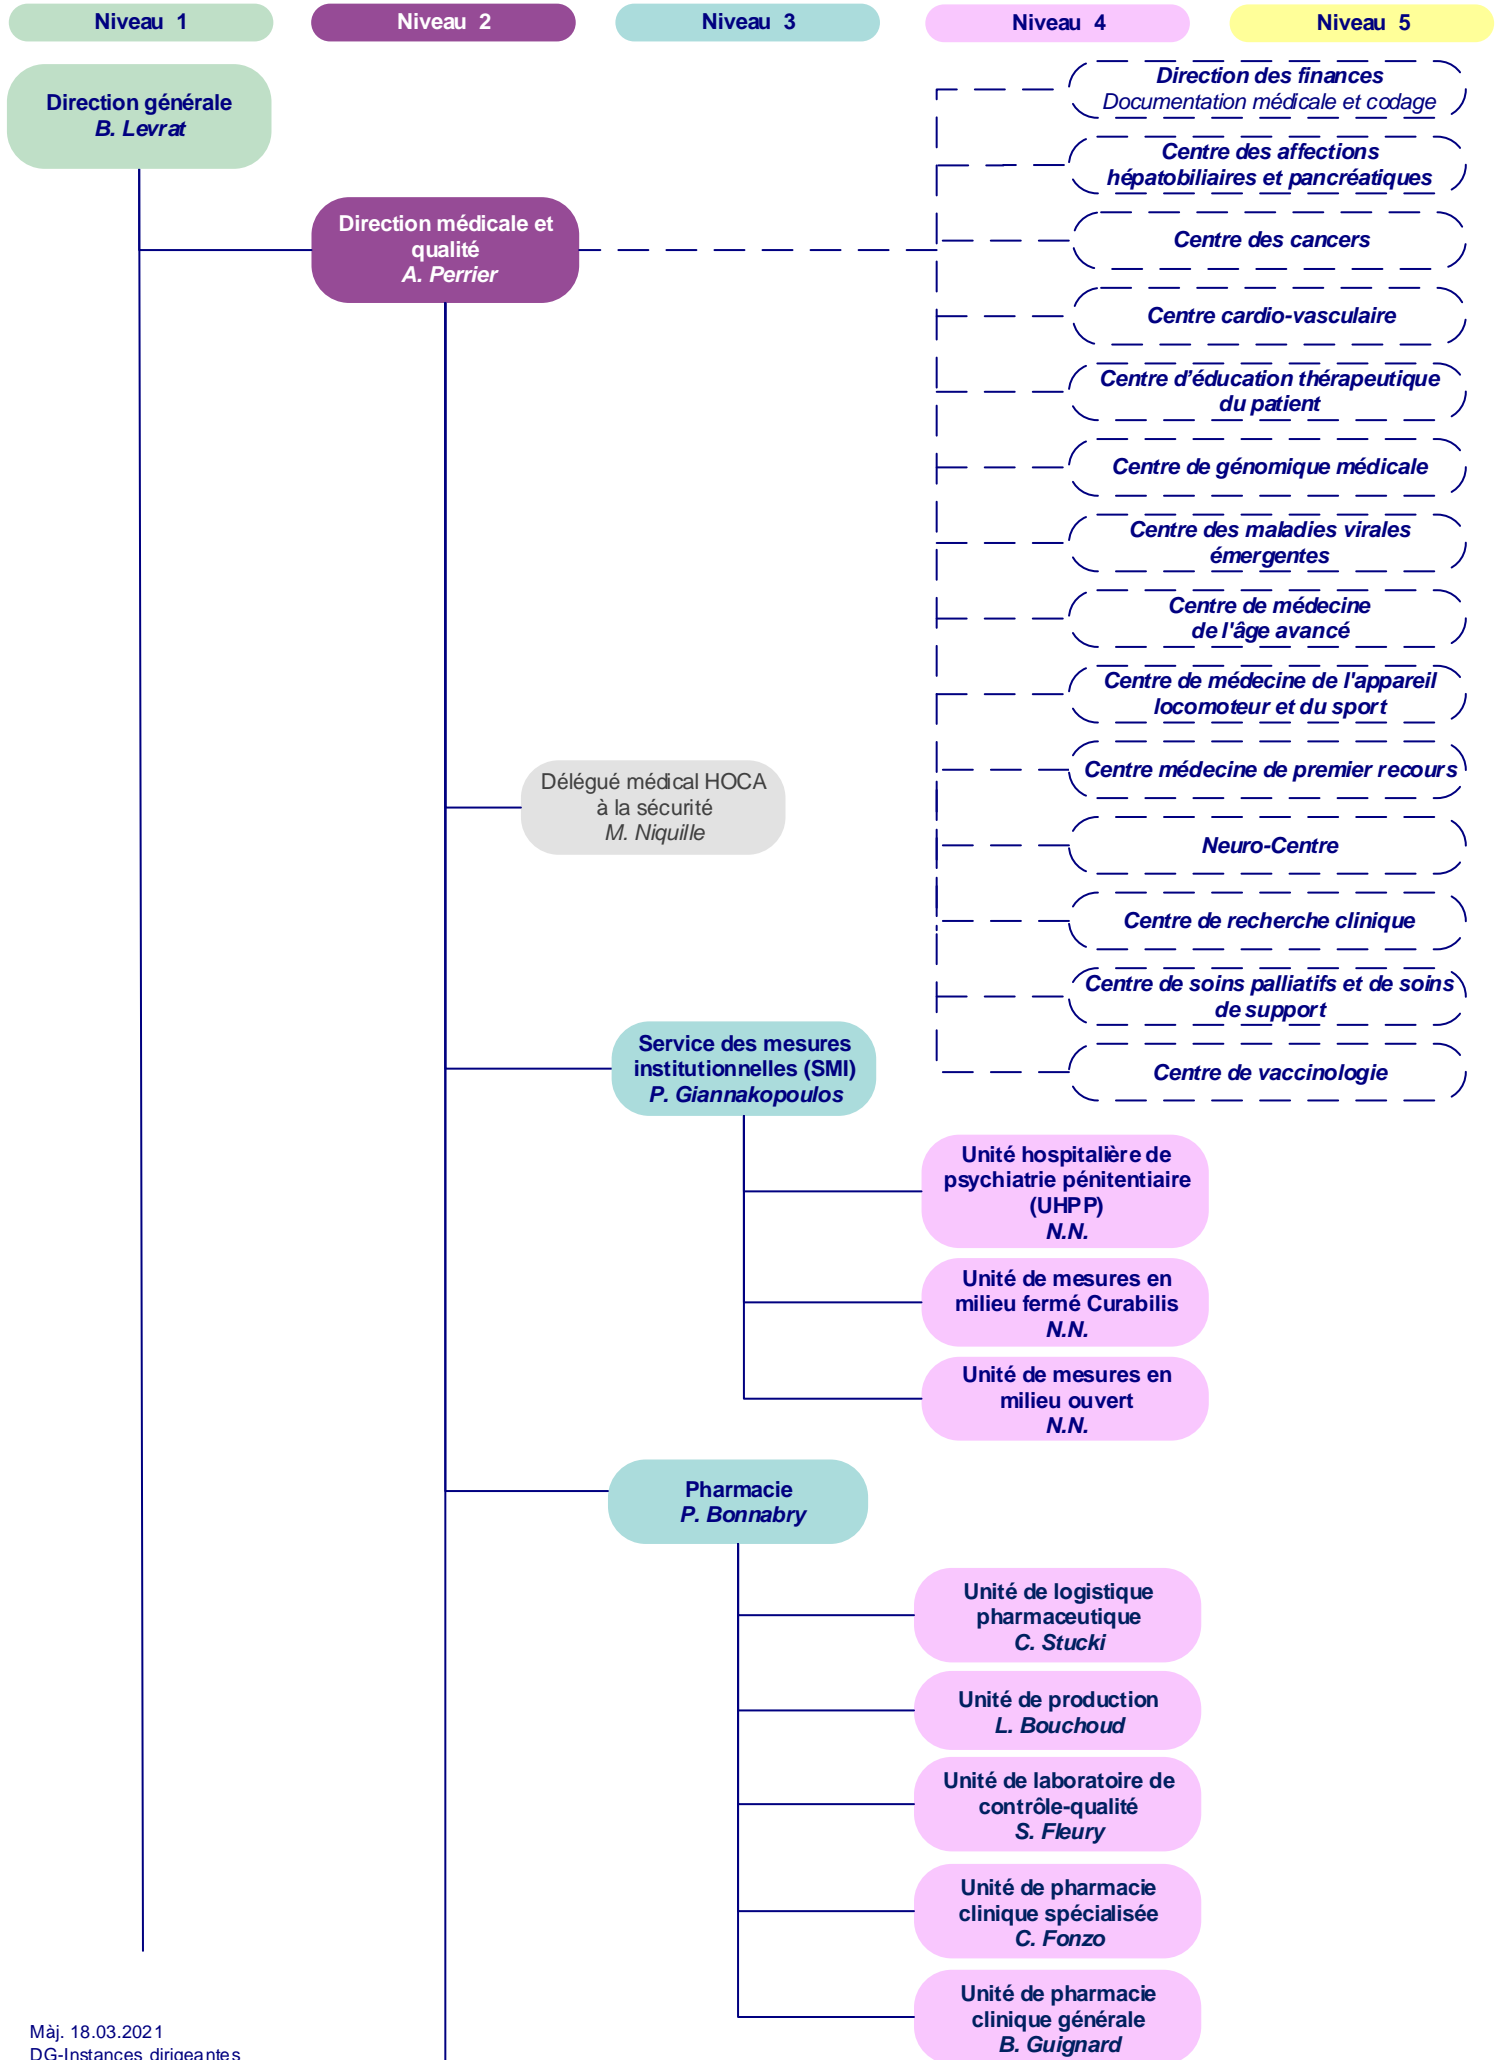 Niveau 1
Niveau 2
Niveau 3
Niveau 4
Niveau 5
Direction générale
B. Levrat
Direction médicale et
qualité
A. Perrier
Direction des finances
Documentation médicale et codage
Centre des affections
hépatobiliaires et pancréatiques
Centre des cancers
Centre cardio-vasculaire
Centre d’éducation thérapeutique
du patient
Centre de génomique médicale
Centre des maladies virales
émergentes
Centre de médecine
de l'âge avancé
Centre de médecine de l'appareil
locomoteur et du sport
Centre médecine de premier recours
Neuro-Centre
Centre de recherche clinique
Centre de soins palliatifs et de soins
de support
Centre de vaccinologie
Délégué médical HOCA
à la sécurité
M. Niquille
Service des mesures
institutionnelles (SMI)
P. Giannakopoulos
Unité hospitalière de
psychiatrie pénitentiaire
(UHPP)
N.N.
Unité de mesures en
milieu fermé Curabilis
N.N.
Unité de mesures en
milieu ouvert
N.N.
Pharmacie
P. Bonnabry
Unité de logistique
pharmaceutique
C. Stucki
Unité de production
L. Bouchoud
Unité de laboratoire de
contrôle-qualité
S. Fleury
Unité de pharmacie
clinique spécialisée
C. Fonzo
Unité de pharmacie
clinique générale
B. Guignard
Màj. 18.03.2021
DG-Instances dirigeantes